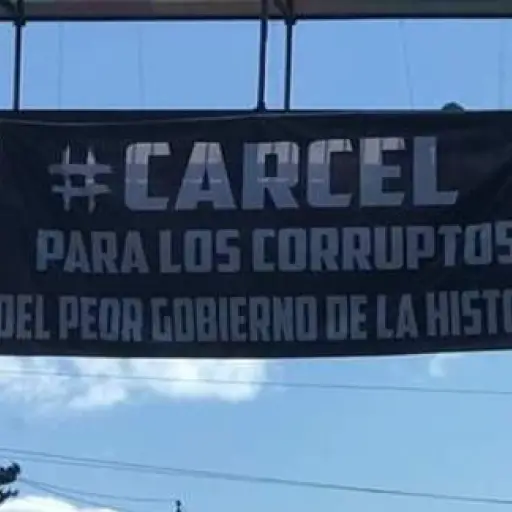 #CARCEL
PARA LOS CORRUPTOS
DEL PEOR GOBIERNO DE LA HISTO